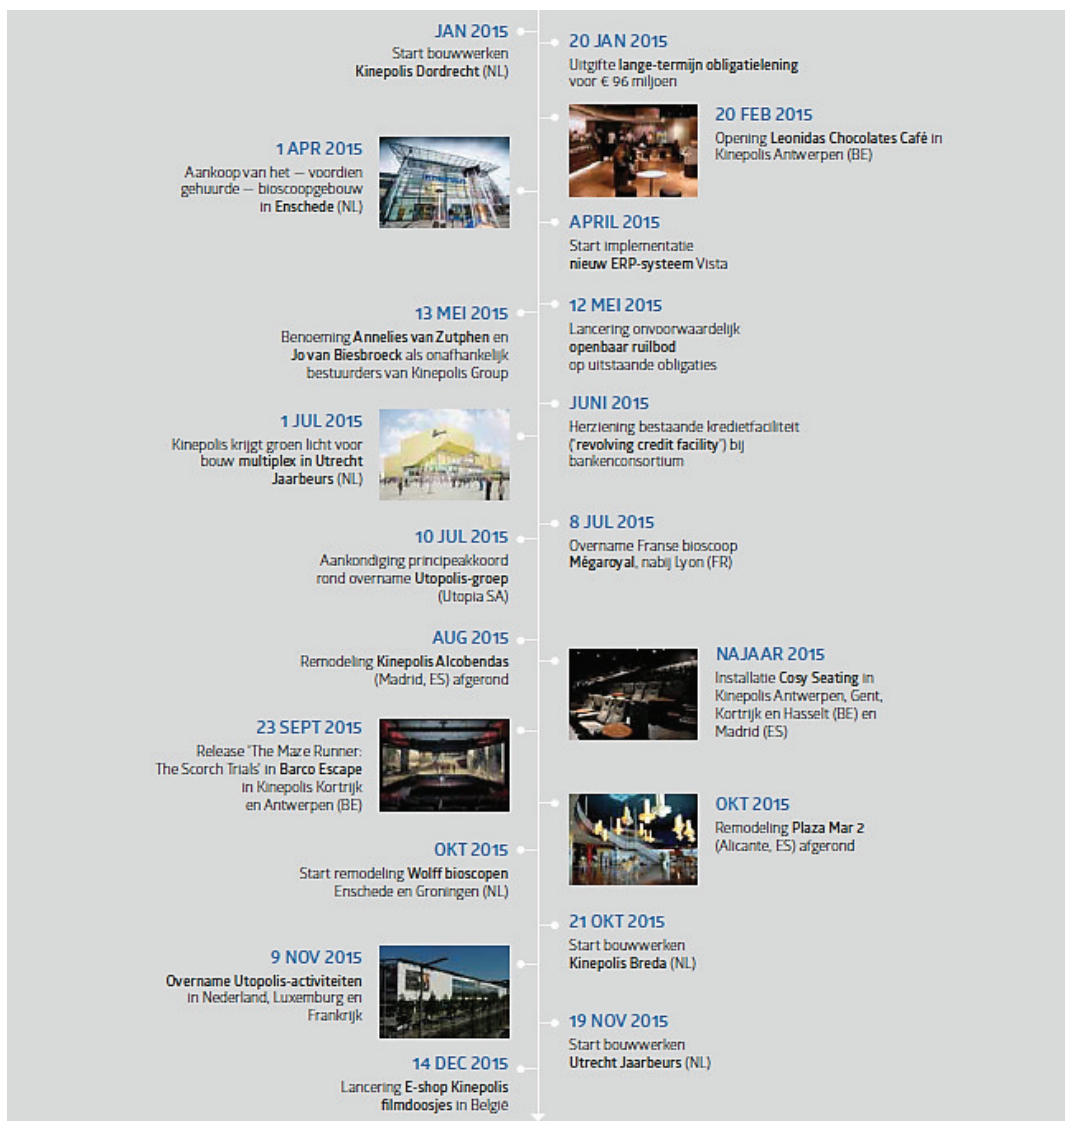 JAN 2015
Start bouwwerken
Kinepolis Dordrecht (NL)
20 JAN 2015
Uitgifte lange-termijn obligatielening
voor € 96 miljoen
20 FEB 2015
Opening Leonidas Chocolates Café in
Kinepolis Antwerpen (BE)
1 APR 2015
Aankoop van het — voordien
gehuurde — bioscoopgebouw
in Enschede (NL)
APRIL 2015
Start implementatie
nieuw ERP-systeem Vista
12 MEI 2015
Lancering onvoorwaardelijk
openbaar ruilbod
op uitstaande obligaties
13 MEI 2015
Benoeming Annelies van Zutphen en
Jo van Biesbroeck als onafhankelijk
bestuurders van Kinepolis Group
JUNI 2015
Herziening bestaande kredietfaciliteit
('revolving credit facility') bij
bankenconsortium
1 JUL 2015
Kinepolis krijgt groen licht voor
bouw multiplex in Utrecht
Jaarbeurs (NL)
8 JUL 2015
Overname Franse bioscoop
Mégaroyal, nabij Lyon (FR)
10 JUL 2015
Aankondiging principeakkoord
rond overname Utopolis-groep
(Utopia SA)
AUG 2015
Remodeling Kinepolis Alcobendas
(Madrid, ES) afgerond
NAJAAR 2015
Installatie Cosy Seating in
Kinepolis Antwerpen, Gent,
Kortrijk en Hasselt (BE) en
Madrid (ES)
23 SEPT 2015
Release 'The Maze Runner:
The Scorch Trials' in Barco Escape
in Kinepolis Kortrijk
en Antwerpen (BE)
OKT 2015
Remodeling Plaza Mar 2
(Alicante, ES) afgerond
OKT 2015
Start remodeling Wolff bioscopen
Enschede en Groningen (NL)
21 OKT 2015
Start bouwwerken
Kinepolis Breda (NL)
9 NOV 2015
Overname Utopolis-activiteiten
in Nederland, Luxemburg en
Frankrijk
19 NOV 2015
Start bouwwerken
Utrecht Jaarbeurs (NL)
14 DEC 2015
Lancering E-shop Kinepolis
filmdoosjes in België